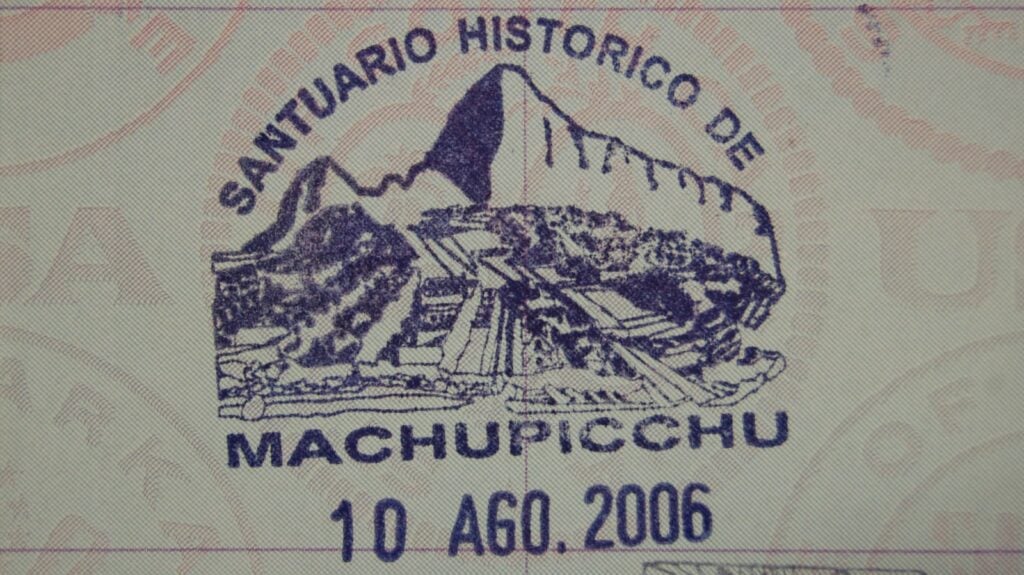 SANTUARIO HISTORICO DE
MACHUPICCHU
10 AGO. 2006